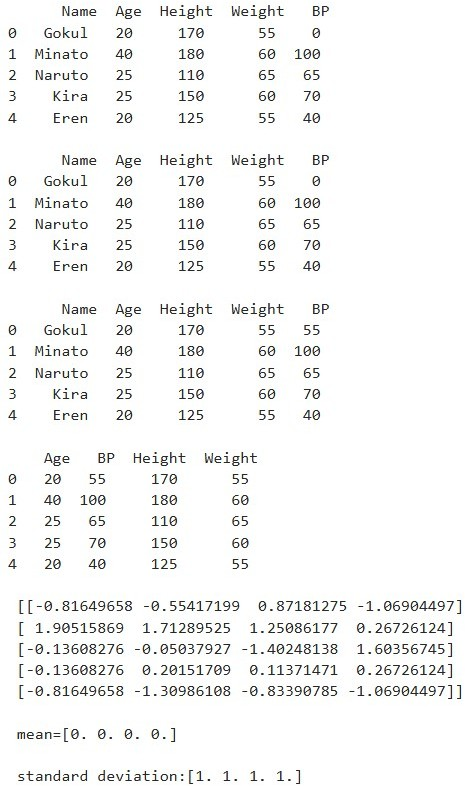 Name  Age  Height  Weight   BP
0   Gokul   20     170      55    0
1  Minato   40     180      60  100
2  Naruto   25     110      65   65
3    Kira   25     150      60   70
4    Eren   20     125      55   40
   Name  Age  Height  Weight   BP
0   Gokul   20     170      55    0
1  Minato   40     180      60  100
2  Naruto   25     110      65   65
3    Kira   25     150      60   70
4    Eren   20     125      55   40
   Name  Age  Height  Weight   BP
0   Gokul   20     170      55   55
1  Minato   40     180      60  100
2  Naruto   25     110      65   65
3    Kira   25     150      60   70
4    Eren   20     125      55   40
   Age   BP  Height  Weight
0   20   55     170      55
1   40  100     180      60
2   25   65     110      65
3   25   70     150      60
4   20   40     125      55
[[-0.81649658 -0.55417199  0.87181275 -1.06904497]
[ 1.90515869  1.71289525  1.25086177  0.26726124]
[-0.13608276 -0.05037927 -1.40248138  1.60356745]
[-0.13608276  0.20151709  0.11371471  0.26726124]
[-0.81649658 -1.30986108 -0.83390785 -1.06904497]]
mean=[0. 0. 0. 0.]
standard deviation:[1. 1. 1. 1.]